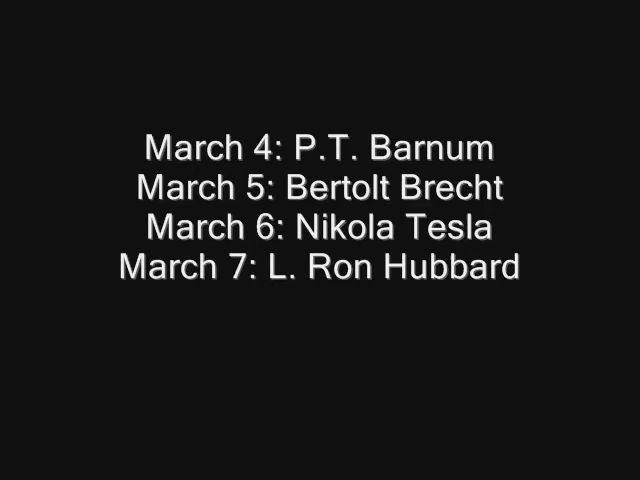 March 4: P.T. Barnum
March 5: Bertolt Brecht
March 6: Nikola Tesla
March 7: L. Ron Hubbard